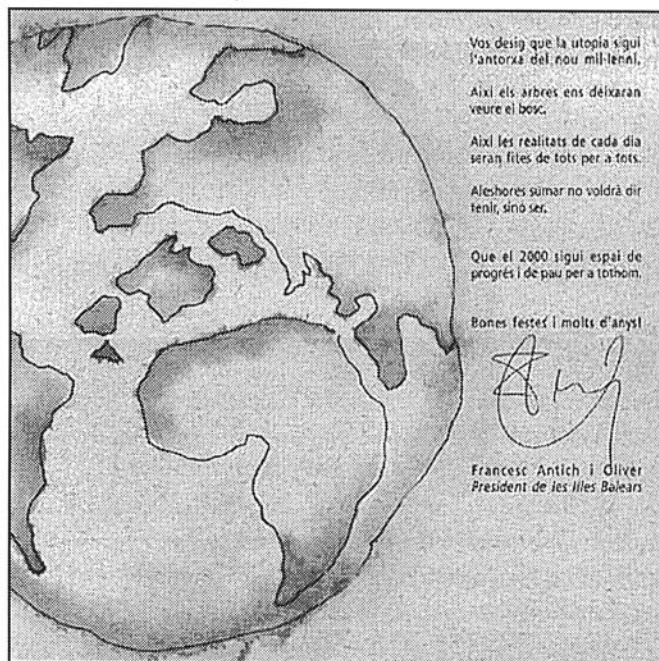 Vos desig que la utopia sigui
l'antorxa del nou mil·lenni.
Així els arbres ens deixaran
veure el bosc.
Així les realitats de cada dia
seran fites de tots per a tots.
Aleshores sumar no voldrà dir
tenir, sinó ser.
Que el 2000 sigui espai de
progrés i de pau per a tothom.
Bones festes i molts d'anys!
Francesc Antich i Oliver
President de les Illes Balears